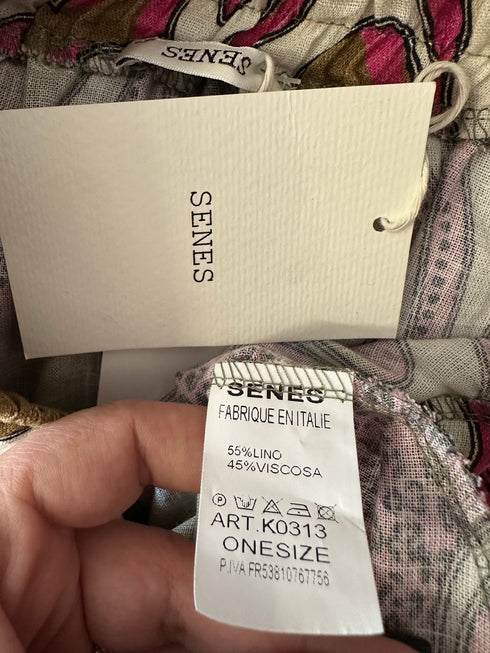 SENES
SENES
SENES
FABRIQUE EN ITALIE
55%LINO
45%VISCOSA
P
ART.K0313
ONESIZE
P.IVA FR53810767756